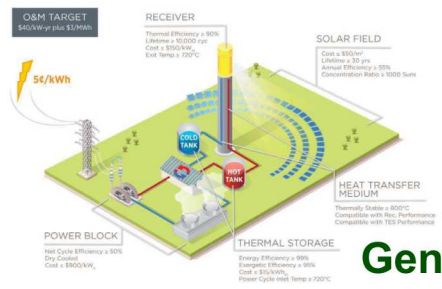 O&M TARGET
$40/kW-yr plus $3/MWh
5¢/kWh
RECEIVER
Thermal Efficiency ≥ 90%
Lifetime ≥ 10,000 cyc
Cost ≤ $150/kWth
Exit Temp ≥ 720°C
SOLAR FIELD
Cost ≤ $50/m²
Lifetime ≥ 30 yrs
Annual Efficiency ≥ 55%
Concentration Ratio ≥ 1000 Suns
COLD
TANK
HOT
TANK
HEAT TRANSFER
MEDIUM
Thermally Stable ≥ 800°C
Compatible with Rec. Performance
Compatible with TES Performance
POWER BLOCK
Net Cycle Efficiency ≥ 50%
Dry Cooled
Cost ≤ $900/kWe
THERMAL STORAGE
Energy Efficiency ≥ 99%
Exergetic Efficiency ≥ 95%
Cost ≤ $15/kWhth
Power Cycle Inlet Temp ≥ 720°C
Gen